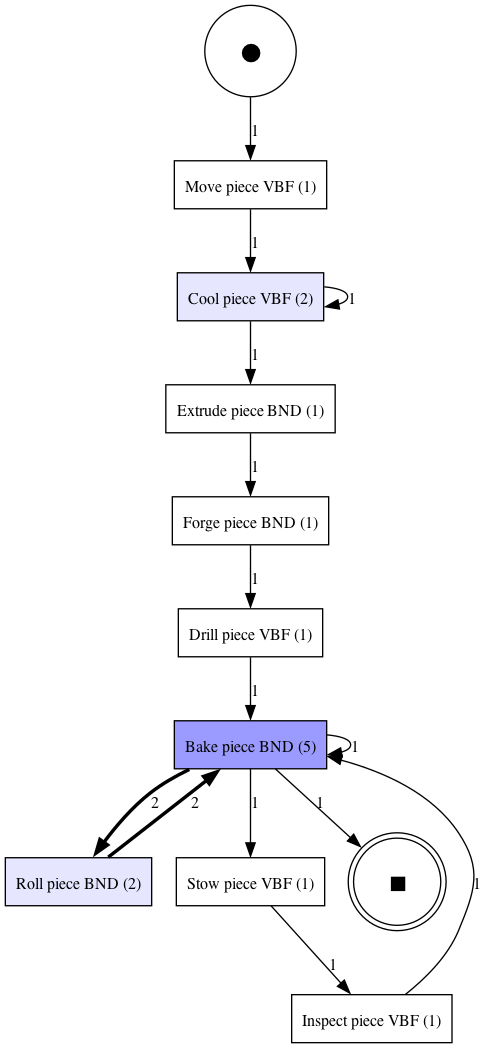 1
Move piece VBF (1)
1
Cool piece VBF (2)
1
1
Extrude piece BND (1)
1
Forge piece BND (1)
1
Drill piece VBF (1)
1
Bake piece BND (5)
1
2
2
1
1
Roll piece BND (2)
Stow piece VBF (1)
1
1
Inspect piece VBF (1)